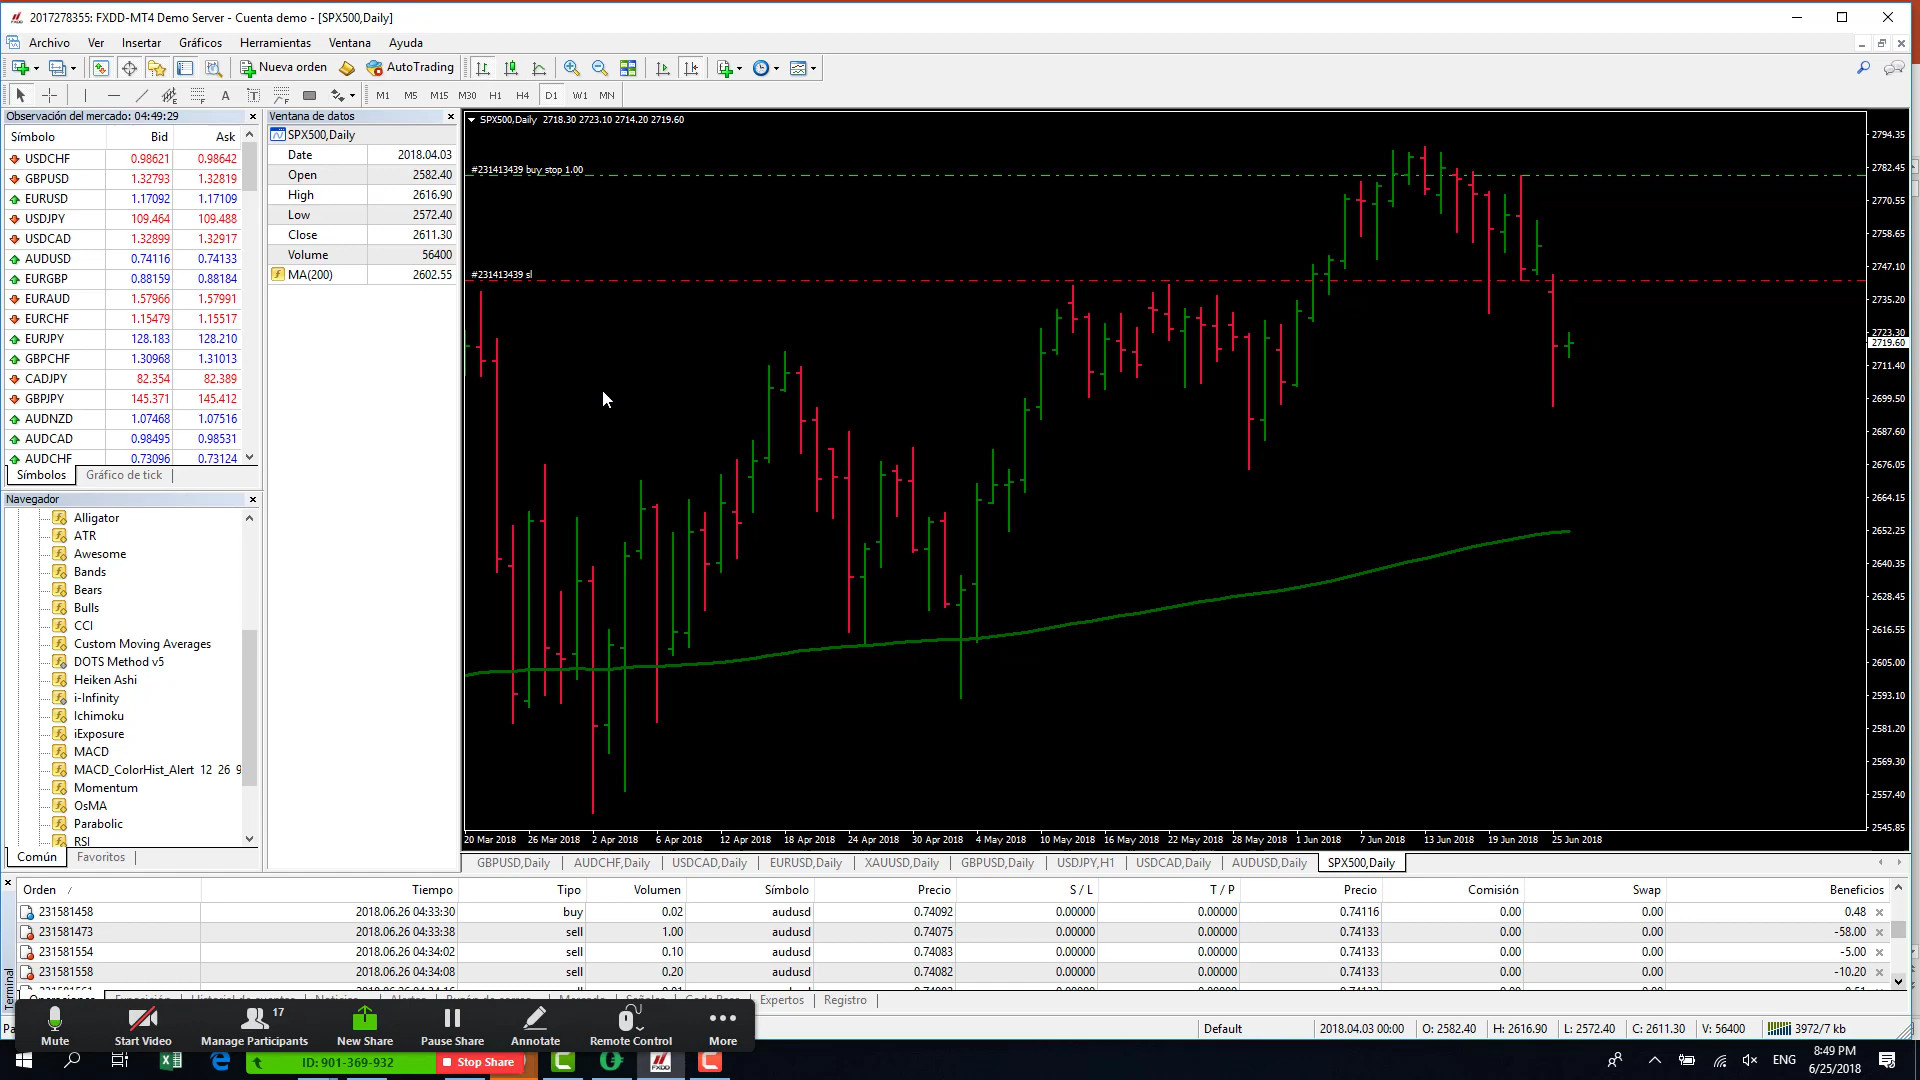 2017278355: FXDD-MT4 Demo Server - Cuenta demo - [SPX500,Daily]
Archivo Ver Insertar Gráficos Herramientas Ventana Ayuda
Nueva orden AutoTrading
A T M1 M5 M15 M30 H1 H4 D1 W1 MN
Observación del mercado: 04:49:29
Símbolo Bid Ask
USDCHF 0.98621 0.98642
GBPUSD 1.32793 1.32819
EURUSD 1.17092 1.17109
USDJPY 109.464 109.488
USDCAD 1.32899 1.32917
AUDUSD 0.74116 0.74133
EURGBP 0.88159 0.88184
EURAUD 1.57966 1.57991
EURCHF 1.15479 1.15517
EURJPY 128.183 128.210
GBPCHF 1.30968 1.31013
CADJPY 82.354 82.389
GBPJPY 145.371 145.412
AUDNZD 1.07468 1.07516
AUDCAD 0.98495 0.98531
AUDCHF 0.73096 0.73124
Símbolos Gráfico de tick
Navegador
Alligator
ATR
Awesome
Bands
Bears
Bulls
CCI
Custom Moving Averages
DOTS Method v5
Heiken Ashi
i-Infinity
Ichimoku
iExposure
MACD
MACD_ColorHist_Alert 12 26 9
Momentum
OsMA
Parabolic
RSI
Común Favoritos
Ventana de datos
SPX500,Daily
Date 2018.04.03
Open 2582.40
High 2616.90
Low 2572.40
Close 2611.30
Volume 56400
MA(200) 2602.55
SPX500,Daily 2718.30 2723.10 2714.20 2719.60
#231413439 buy stop 1.00
#231413439 sl
2794.35
2782.45
2770.55
2758.65
2747.10
2735.20
2723.30
2719.60
2711.40
2699.50
2687.60
2676.05
2664.15
2652.25
2640.35
2628.45
2616.55
2605.00
2593.10
2581.20
2569.30
2557.40
2545.85
20 Mar 2018 26 Mar 2018 2 Apr 2018 6 Apr 2018 12 Apr 2018 18 Apr 2018 24 Apr 2018 30 Apr 2018 4 May 2018 10 May 2018 16 May 2018 22 May 2018 28 May 2018 1 Jun 2018 7 Jun 2018 13 Jun 2018 19 Jun 2018 25 Jun 2018
GBPUSD,Daily AUDCHF,Daily USDCAD,Daily EURUSD,Daily XAUUSD,Daily GBPUSD,Daily USDJPY,H1 USDCAD,Daily AUDUSD,Daily SPX500,Daily
Orden / Tiempo Tipo Volumen Símbolo Precio S / L T / P Precio Comisión Swap Beneficios
231581458 2018.06.26 04:33:30 buy 0.02 audusd 0.74092 0.00000 0.00000 0.74116 0.00 0.00 0.48
231581473 2018.06.26 04:33:38 sell 1.00 audusd 0.74075 0.00000 0.00000 0.74133 0.00 0.00 -58.00
231581554 2018.06.26 04:34:02 sell 0.10 audusd 0.74083 0.00000 0.00000 0.74133 0.00 0.00 -5.00
231581558 2018.06.26 04:34:08 sell 0.20 audusd 0.74082 0.00000 0.00000 0.74133 0.00 0.00 -10.20
Terminal
Expertos Registro
Mute Start Video Manage Participants 17 New Share Pause Share Annotate Remote Control More
Default 2018.04.03 00:00 O: 2582.40 H: 2616.90 L: 2572.40 C: 2611.30 V: 56400 3972/7 kb
ID: 901-369-932 Stop Share
FXDD
ENG
8:49 PM
6/25/2018